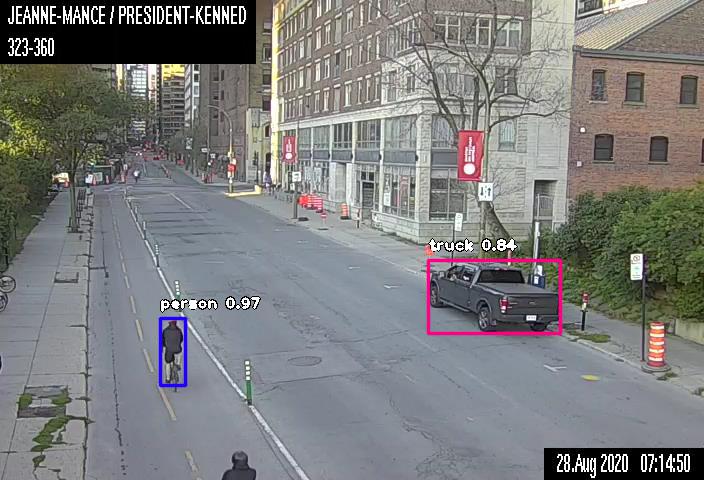 JEANNE-MANCE / PRESIDENT-KENNED
323-360
truck 0.84
person 0.97
28.Aug 2020 07:14:50